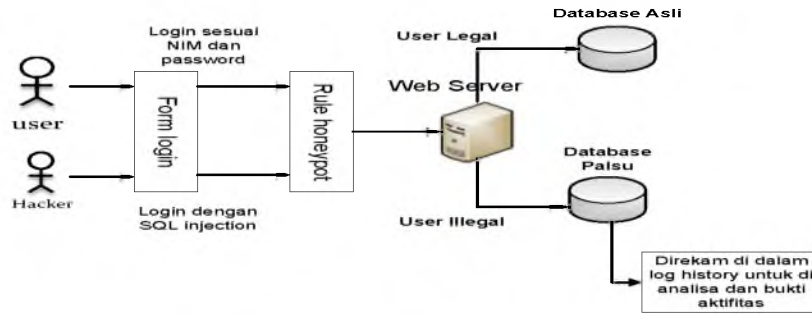 Database Asli
Login sesuai
NIM dan
password
User Legal
Web Server
user
Form login
Rule honeypot
Hacker
Database
Palsu
Login dengan
SQL injection
User Illegal
Direkam di dalam
log history untuk di
analisa dan bukti
aktifitas